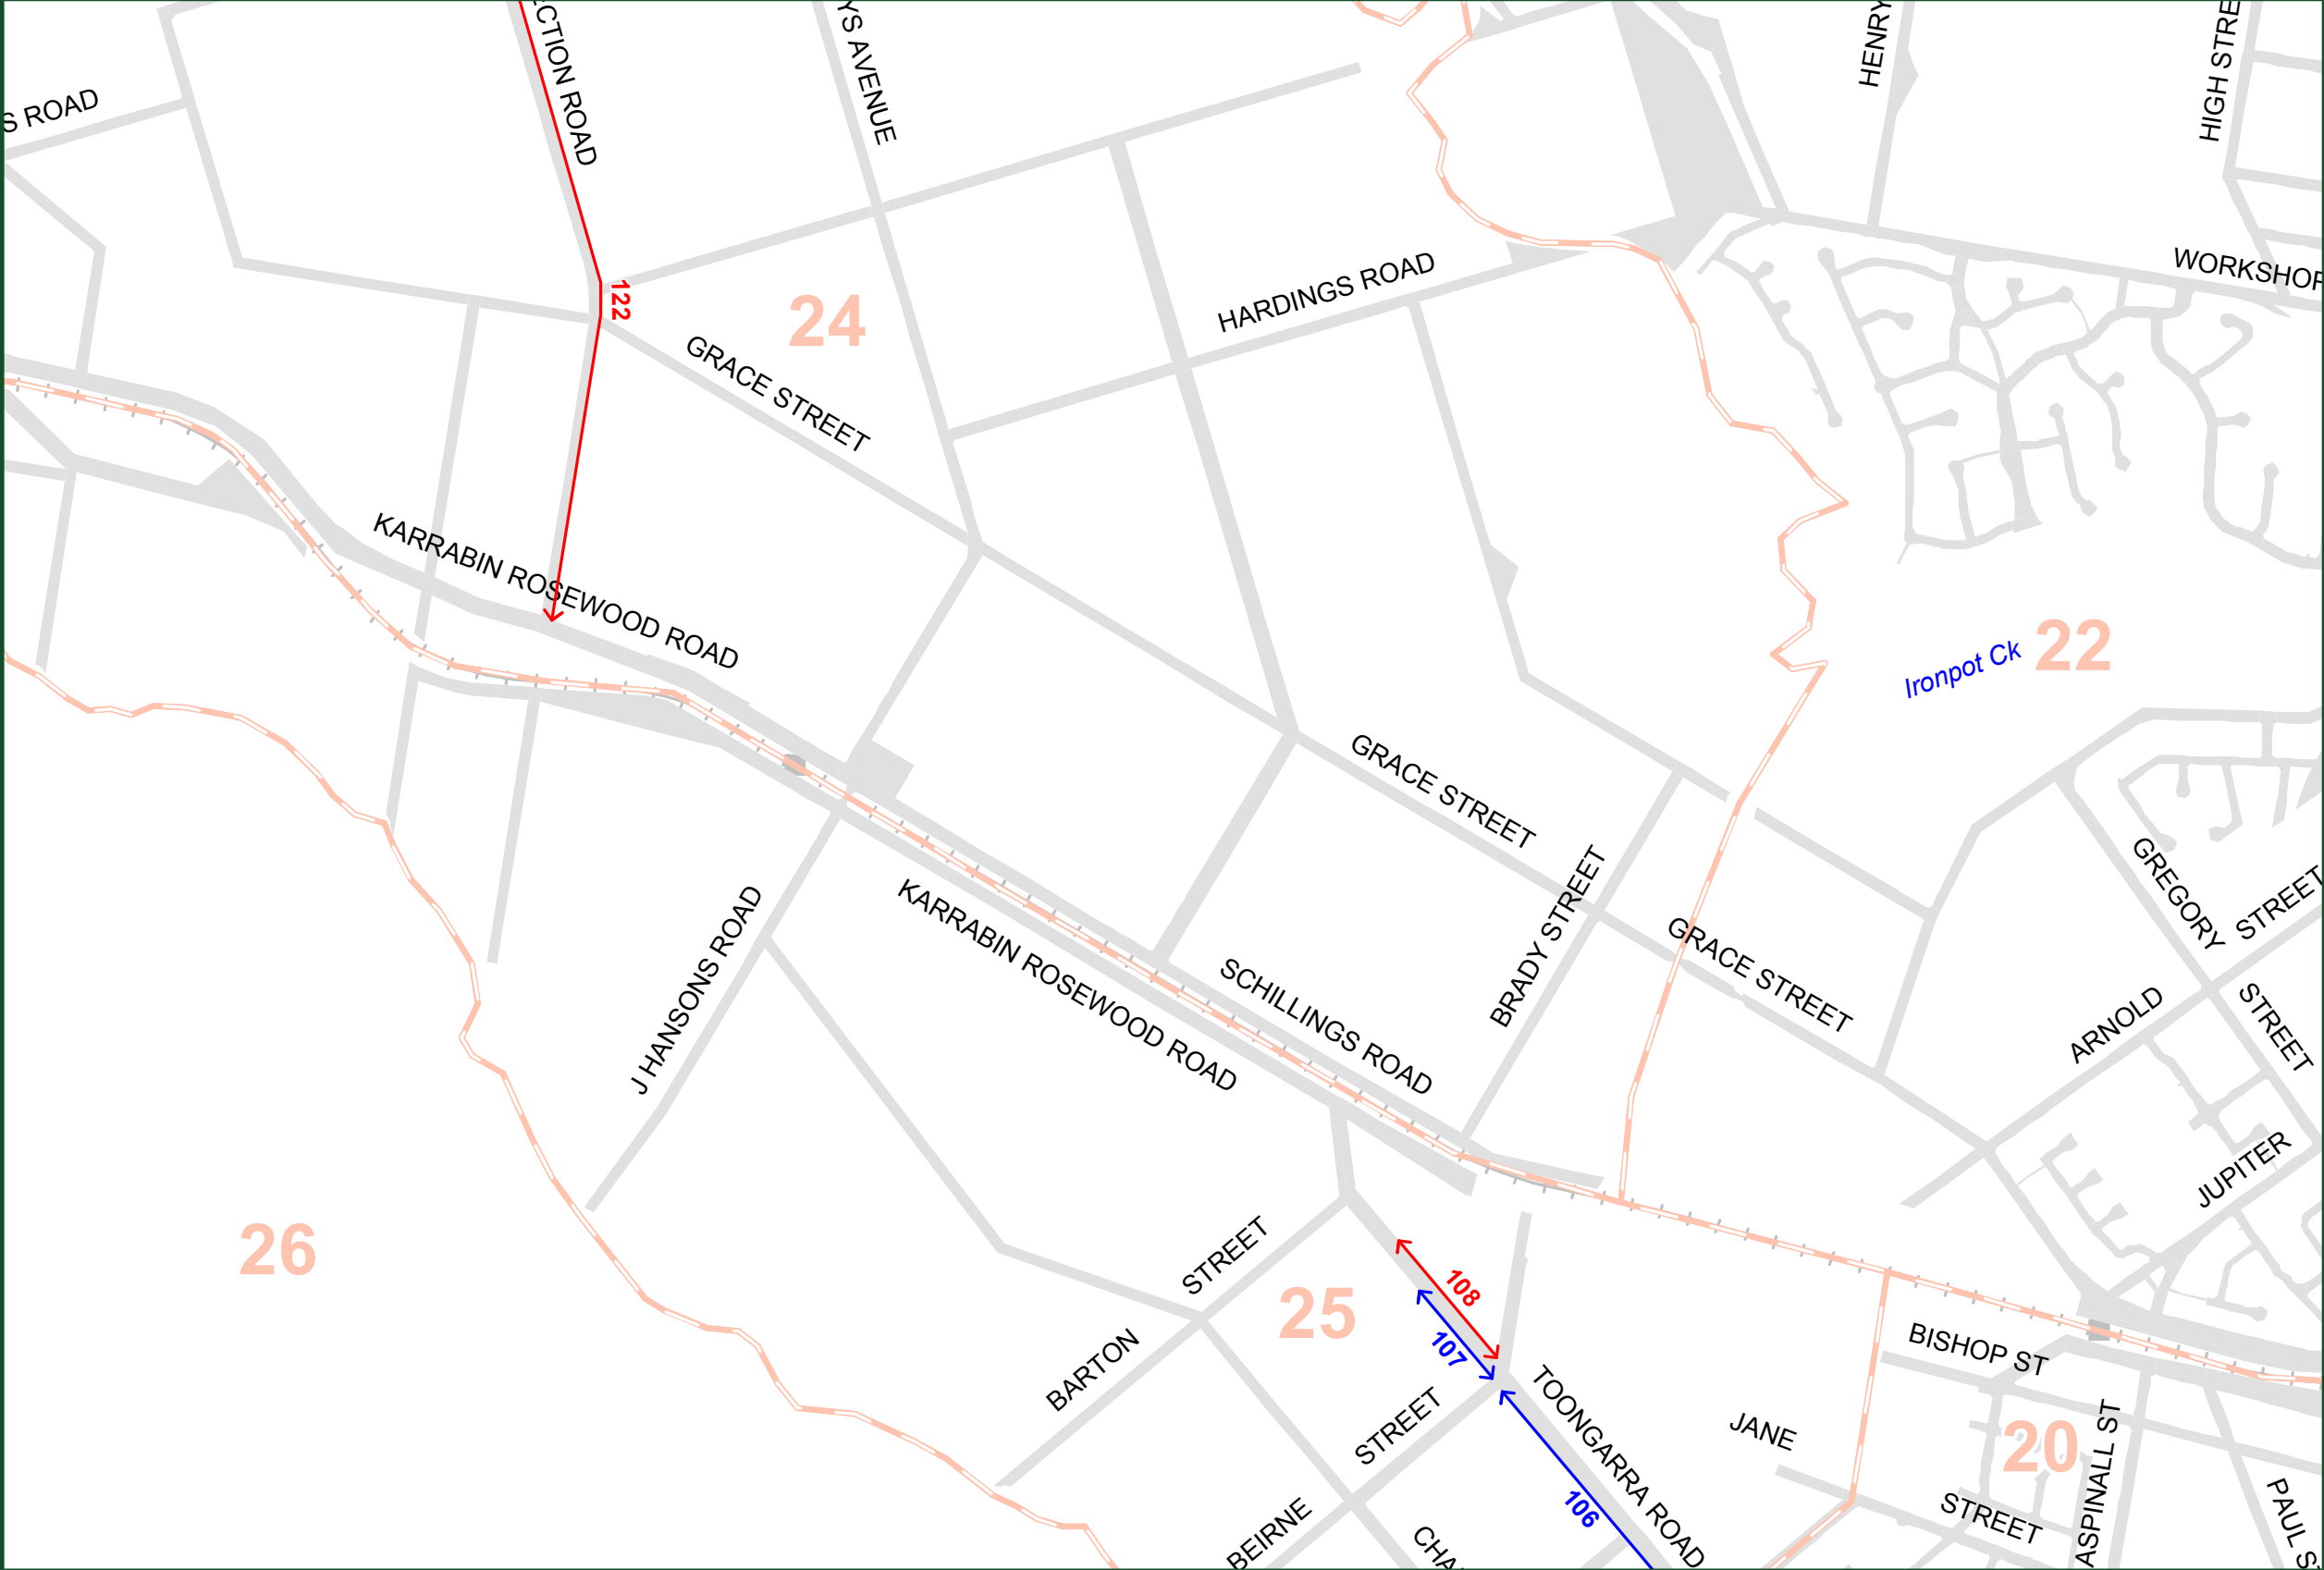 ECTION ROAD
YS AVENUE
HENRY
HIGH STRE
S ROAD
HARDINGS ROAD
WORKSHOP
122
24
GRACE STREET
KARRABIN ROSEWOOD ROAD
Ironpot Ck
22
GRACE STREET
BRADY STREET
GRACE STREET
GREGORY
STREET
STREET
ARNOLD
J HANSONS ROAD
KARRABIN ROSEWOOD ROAD
SCHILLINGS ROAD
JUPITER
26
STREET
BARTON
25
108
107
TOONGARRA ROAD
STREET
BEIRNE
106
CHA
BISHOP ST
JANE
STREET
20
ASPINALL ST
PAUL S